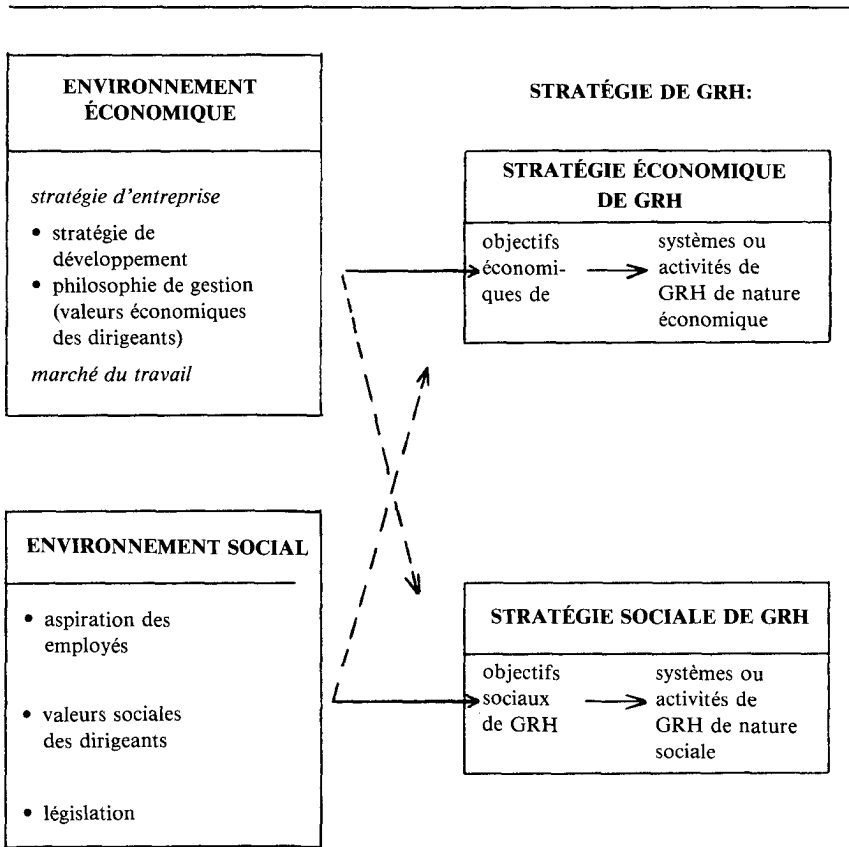 ENVIRONNEMENT
ÉCONOMIQUE
stratégie d'entreprise
• stratégie de
développement
• philosophie de gestion
(valeurs économiques
des dirigeants)
marché du travail
STRATÉGIE DE GRH:
STRATÉGIE ÉCONOMIQUE
DE GRH
objectifs
économi-
ques de
systèmes ou
activités de
GRH de nature
économique
ENVIRONNEMENT SOCIAL
• aspiration des
employés
• valeurs sociales
des dirigeants
• législation
STRATÉGIE SOCIALE DE GRH
objectifs
sociaux
de GRH
systèmes ou
activités de
GRH de nature
sociale